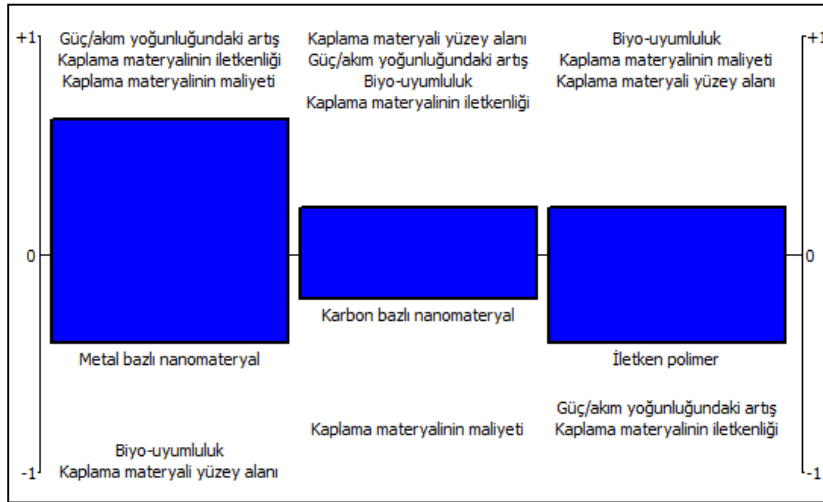 +1
Güç/akım yoğunluğundaki artış
Kaplama materyalinin iletkenliği
Kaplama materyalinin maliyeti
Kaplama materyali yüzey alanı
Güç/akım yoğunluğundaki artış
Biyo-uyumluluk
Kaplama materyalinin iletkenliği
Biyo-uyumluluk
Kaplama materyalinin maliyeti
Kaplama materyali yüzey alanı
+1
0
0
Metal bazlı nanomateryal
Karbon bazlı nanomateryal
İletken polimer
Biyo-uyumluluk
Kaplama materyali yüzey alanı
Kaplama materyalinin maliyeti
Güç/akım yoğunluğundaki artış
Kaplama materyalinin iletkenliği
-1
-1